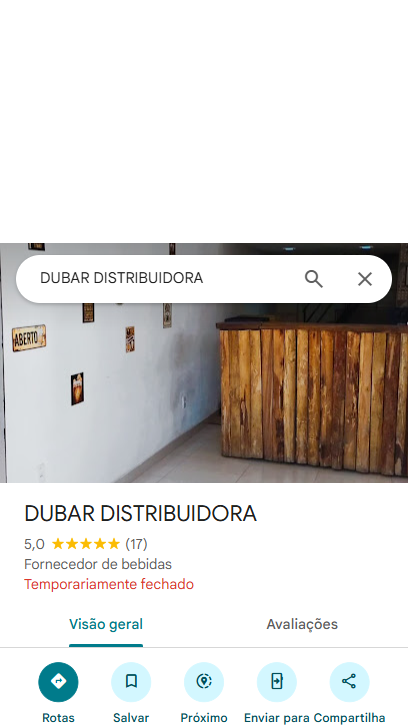 DUBAR DISTRIBUIDORA
ABERTO
DUBAR DISTRIBUIDORA
5,0 (17)
Fornecedor de bebidas
Temporariamente fechado
Visão geral Avaliações
Rotas Salvar Próximo Enviar para Compartilha